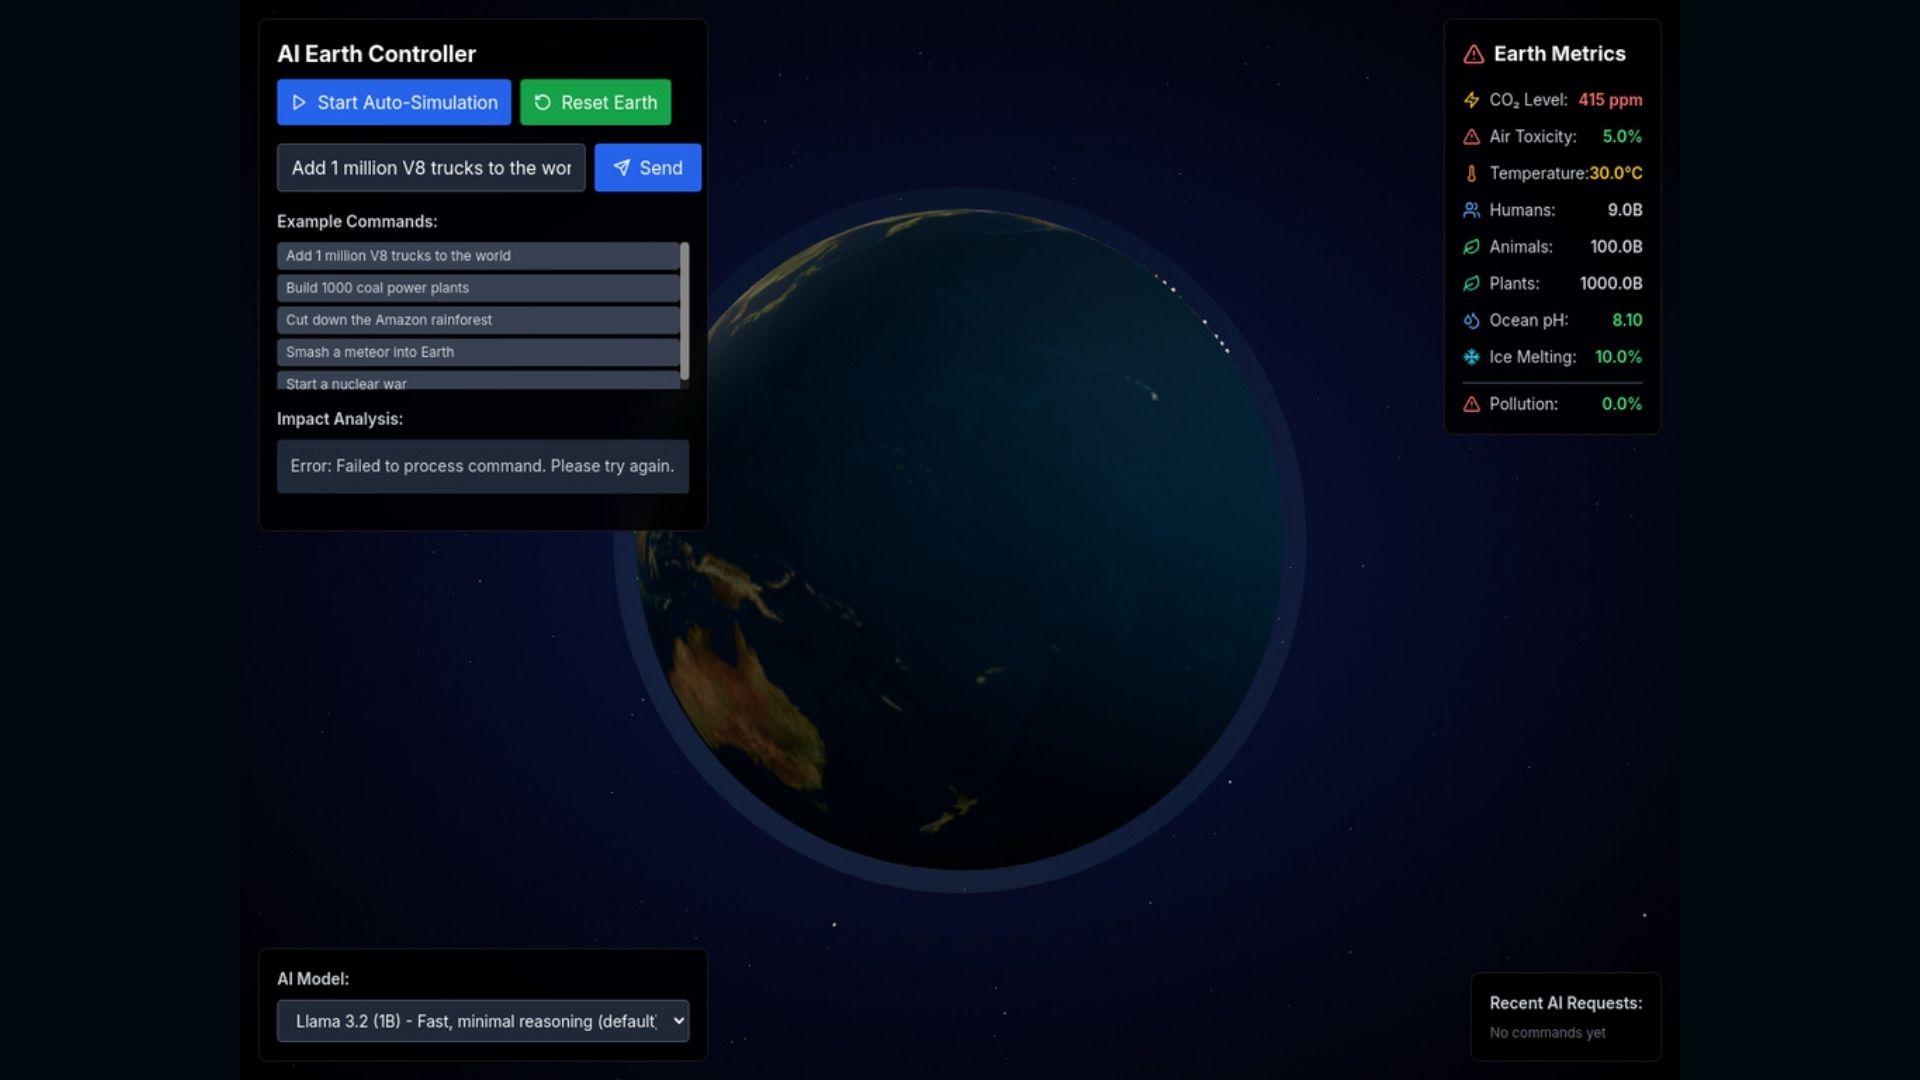 AI Earth Controller
Start Auto-Simulation
Reset Earth
Add 1 million V8 trucks to the wor
Send
Example Commands:
Add 1 million V8 trucks to the world
Build 1000 coal power plants
Cut down the Amazon rainforest
Smash a meteor into Earth
Start a nuclear war
Impact Analysis:
Error: Failed to process command. Please try again.
Earth Metrics
CO₂ Level: 415 ppm
Air Toxicity: 5.0%
Temperature:30.0°C
Humans: 9.0B
Animals: 100.0B
Plants: 1000.0B
Ocean pH: 8.10
Ice Melting: 10.0%
Pollution: 0.0%
AI Model:
Llama 3.2 (1B) - Fast, minimal reasoning (default)
Recent AI Requests:
No commands yet